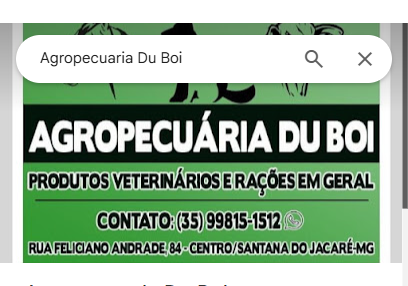 Agropecuaria Du Boi
AGROPECUÁRIA DU BOI
PRODUTOS VETERINÁRIOS E RAÇÕES EM GERAL
CONTATO: (35) 99815-1512
RUA FELICIANO ANDRADE, 84 - CENTRO/SANTANA DO JACARÉ-MG